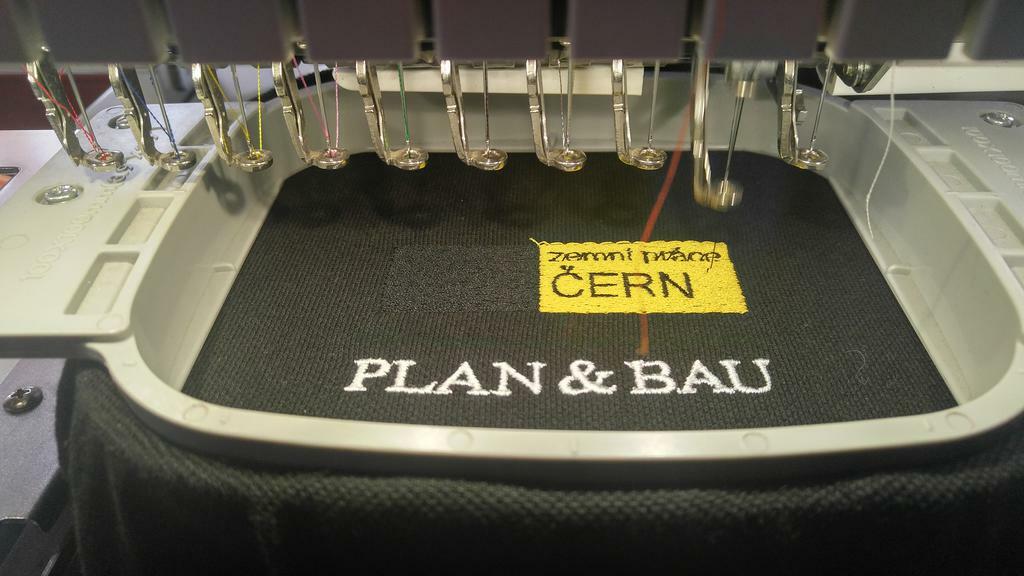 zemní práce
ČERN
PLAN & BAU